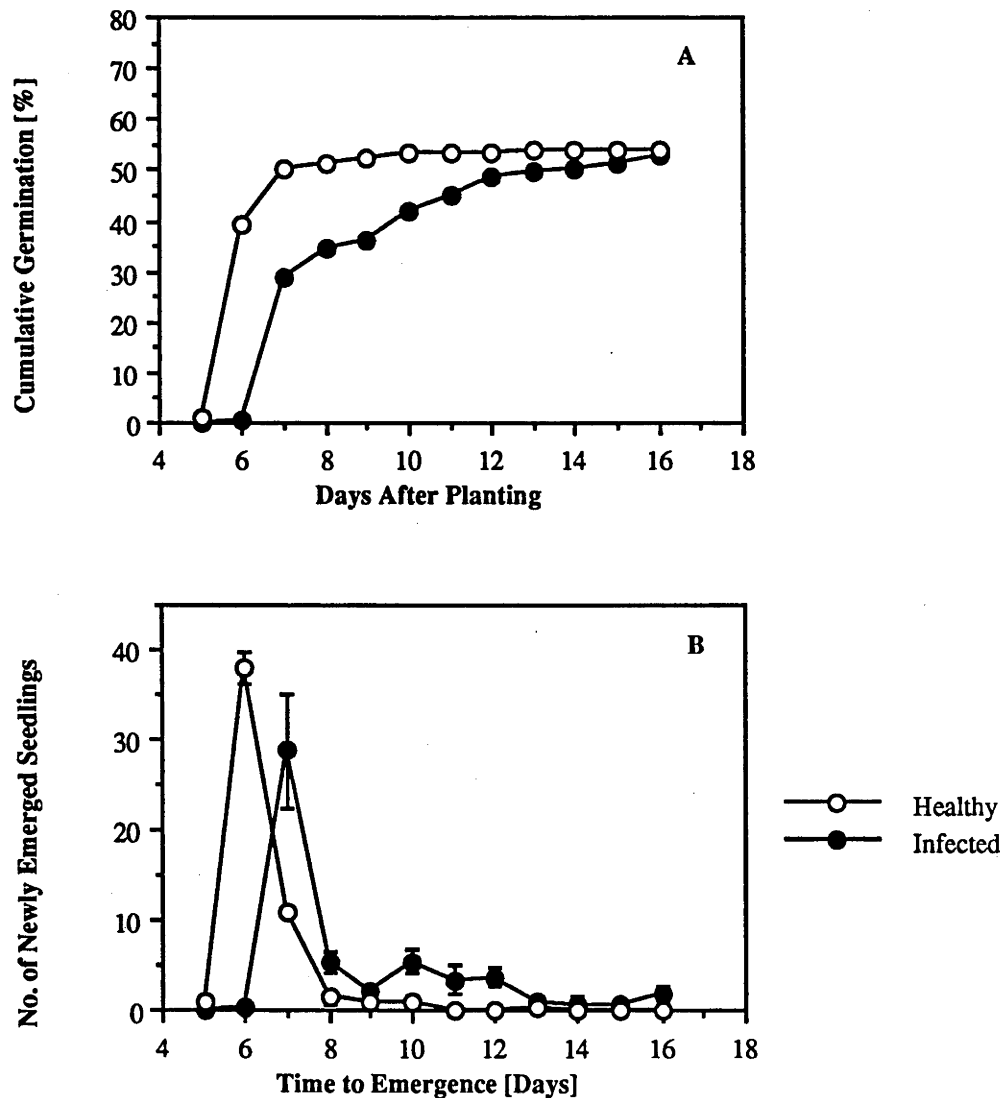 A
Cumulative Germination [%]
80
70
60
50
40
30
20
10
0
4 6 8 10 12 14 16 18
Days After Planting
B
No. of Newly Emerged Seedlings
40
30
20
10
0
4 6 8 10 12 14 16 18
Time to Emergence [Days]
Healthy
Infected